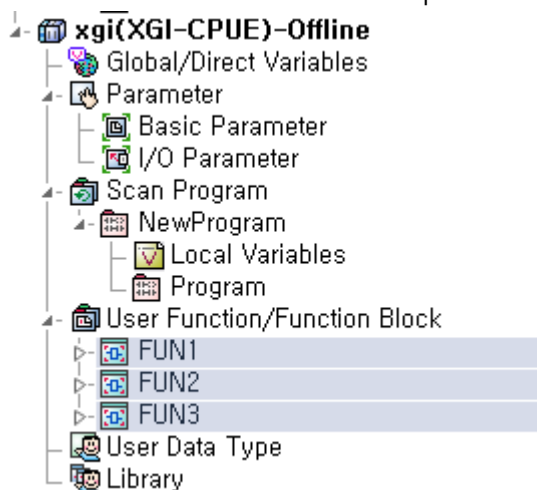 xgi(XGI-CPUE)-Offline
Global/Direct Variables
Parameter
Basic Parameter
I/O Parameter
Scan Program
NewProgram
Local Variables
Program
User Function/Function Block
FUN1
FUN2
FUN3
User Data Type
Library